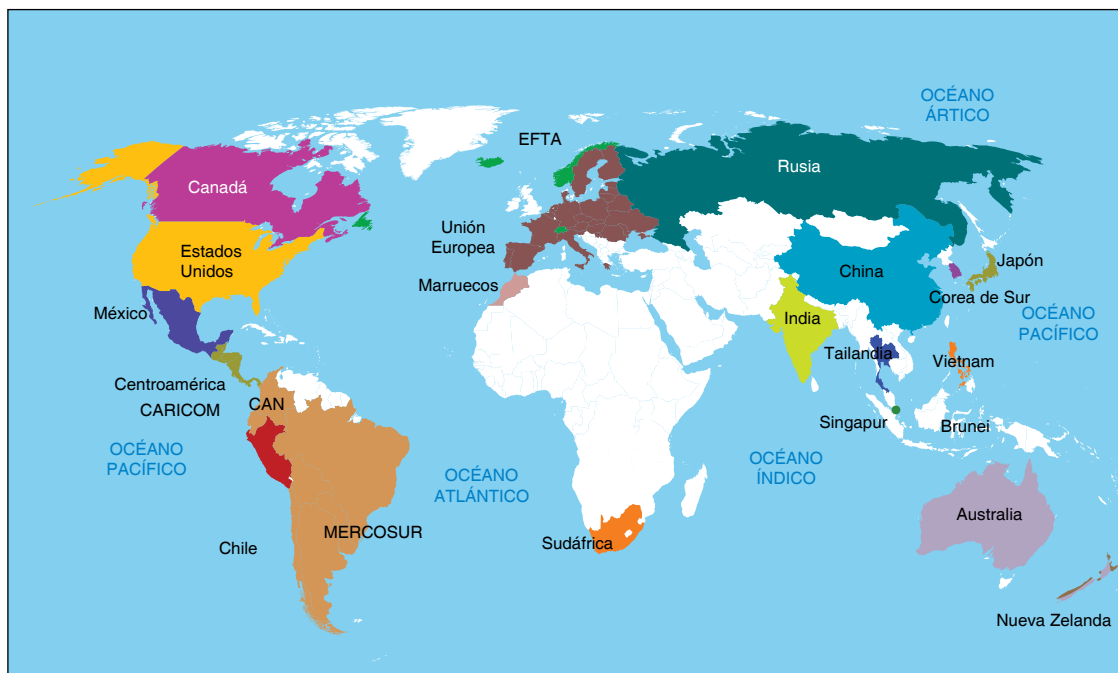 OCÉANO
ÁRTICO
EFTA
Rusia
Canadá
Unión
Europea
Estados
Unidos
Japón
China
Marruecos
Corea de Sur
México
India
OCÉANO
PACÍFICO
Tailandia
Vietnam
Centroamérica
CARICOM
CAN
Singapur
Brunei
OCÉANO
PACÍFICO
OCÉANO
ÍNDICO
OCÉANO
ATLÁNTICO
Australia
MERCOSUR
Sudáfrica
Chile
Nueva Zelanda